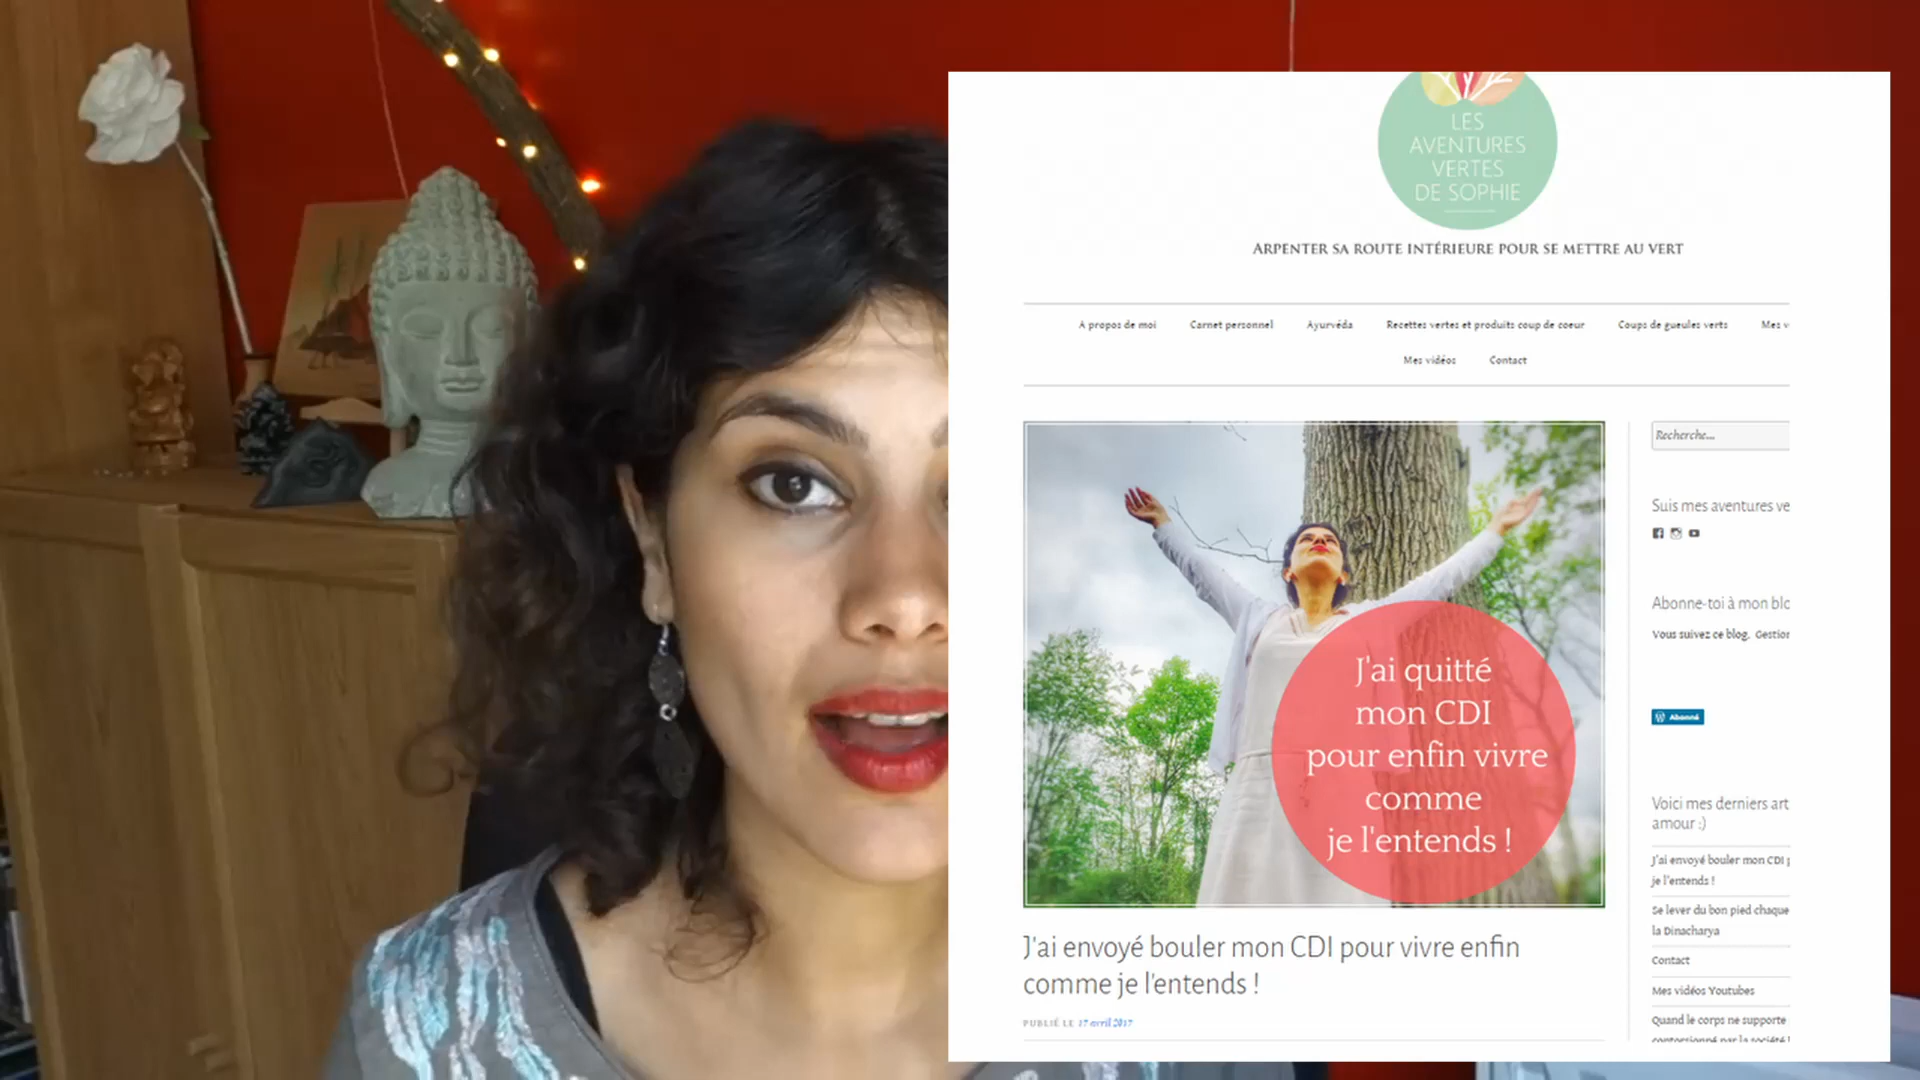 LES
AVENTURES
VERTES
DE SOPHIE
ARPENTER SA ROUTE INTÉRIEURE POUR SE METTRE AU VERT
A propos de moi Carnet personnel Ayurvéda Recettes vertes et produits coup de coeur Coups de gueules verts Mes v
Mes vidéos Contact
J'ai quitté
mon CDI
pour enfin vivre
comme
je l'entends !
J'ai envoyé bouler mon CDI pour vivre enfin
comme je l'entends !
PUBLIÉ LE 17 avril 2017
Recherche...
Suis mes aventures ve
Abonne-toi à mon blo
Vous suivez ce blog. Gestion
Abonné
Voici mes derniers art
amour :)
J'ai envoyé bouler mon CDI p
je l'entends !
Se lever du bon pied chaque
la Dinacharya
Contact
Mes vidéos Youtubes
Quand le corps ne supporte
contorsionné par la société !